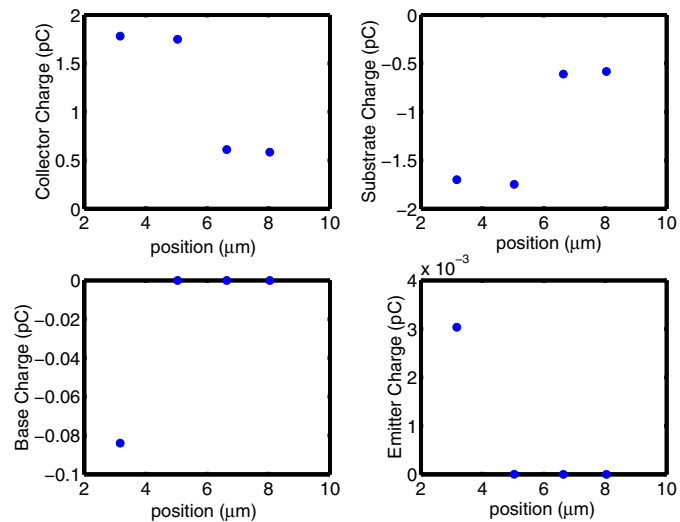 2
1.5
1
0.5
0
Collector Charge (pC)
2 4 6 8 10
position (μm)
0
−0.5
−1
−1.5
−2
Substrate Charge (pC)
2 4 6 8 10
position (μm)
0
−0.02
−0.04
−0.06
−0.08
−0.1
Base Charge (pC)
2 4 6 8 10
position (μm)
x 10−3
4
3
2
1
0
Emitter Charge (pC)
2 4 6 8 10
position (μm)